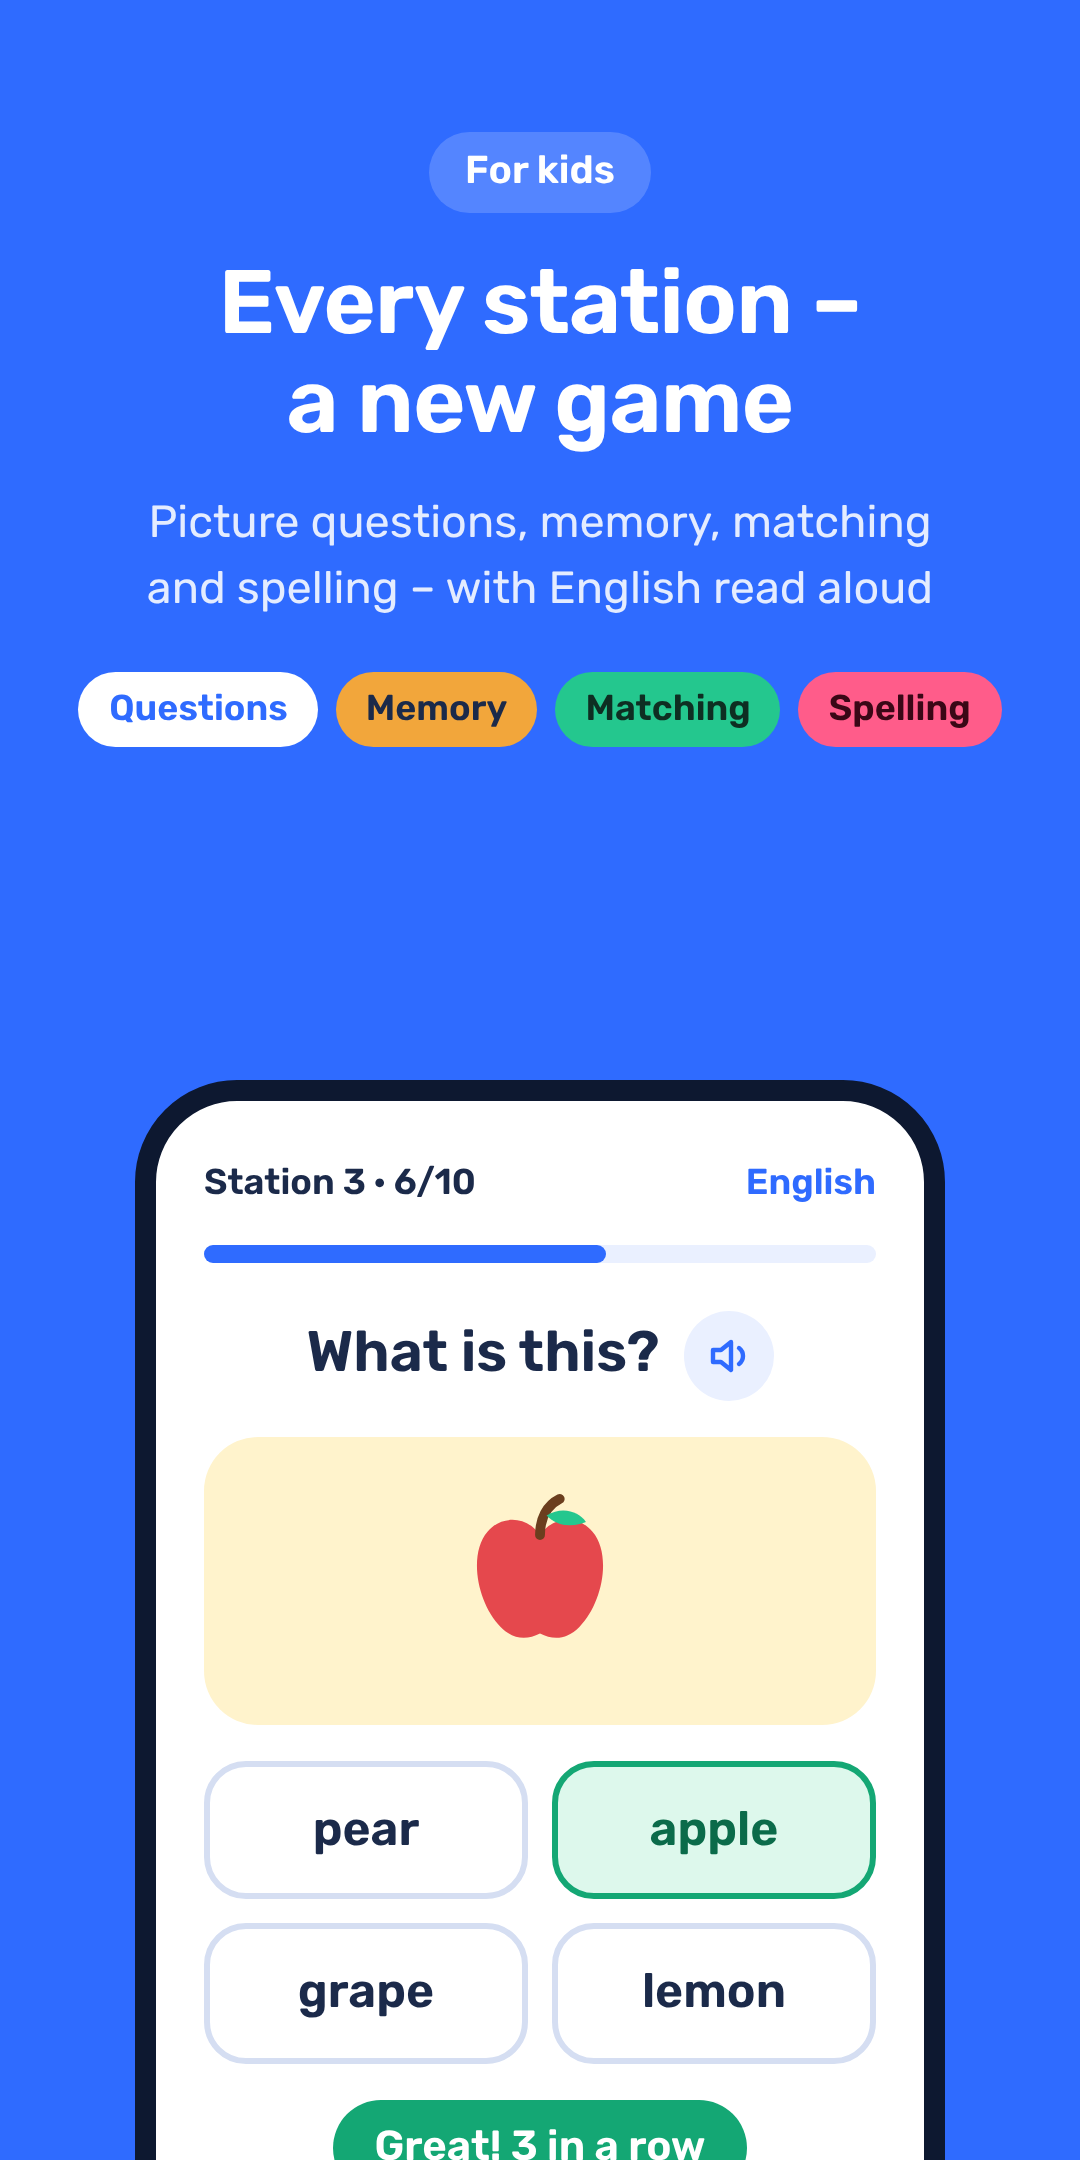 For kids
Every station –
a new game
Picture questions, memory, matching
and spelling – with English read aloud
Questions Memory Matching Spelling
Station 3 • 6/10 English
What is this?
pear apple
grape lemon
Great! 3 in a row